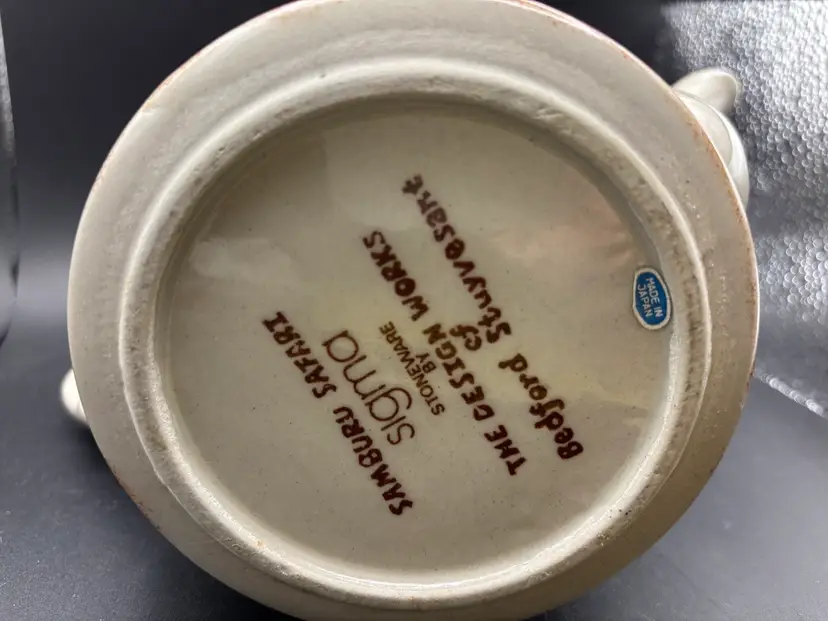 SAMBURU SAFARI
sigma
STONEWARE
BY
THE DESIGN WORKS
of
Bedford Stuyvesant
MADE IN
JAPAN